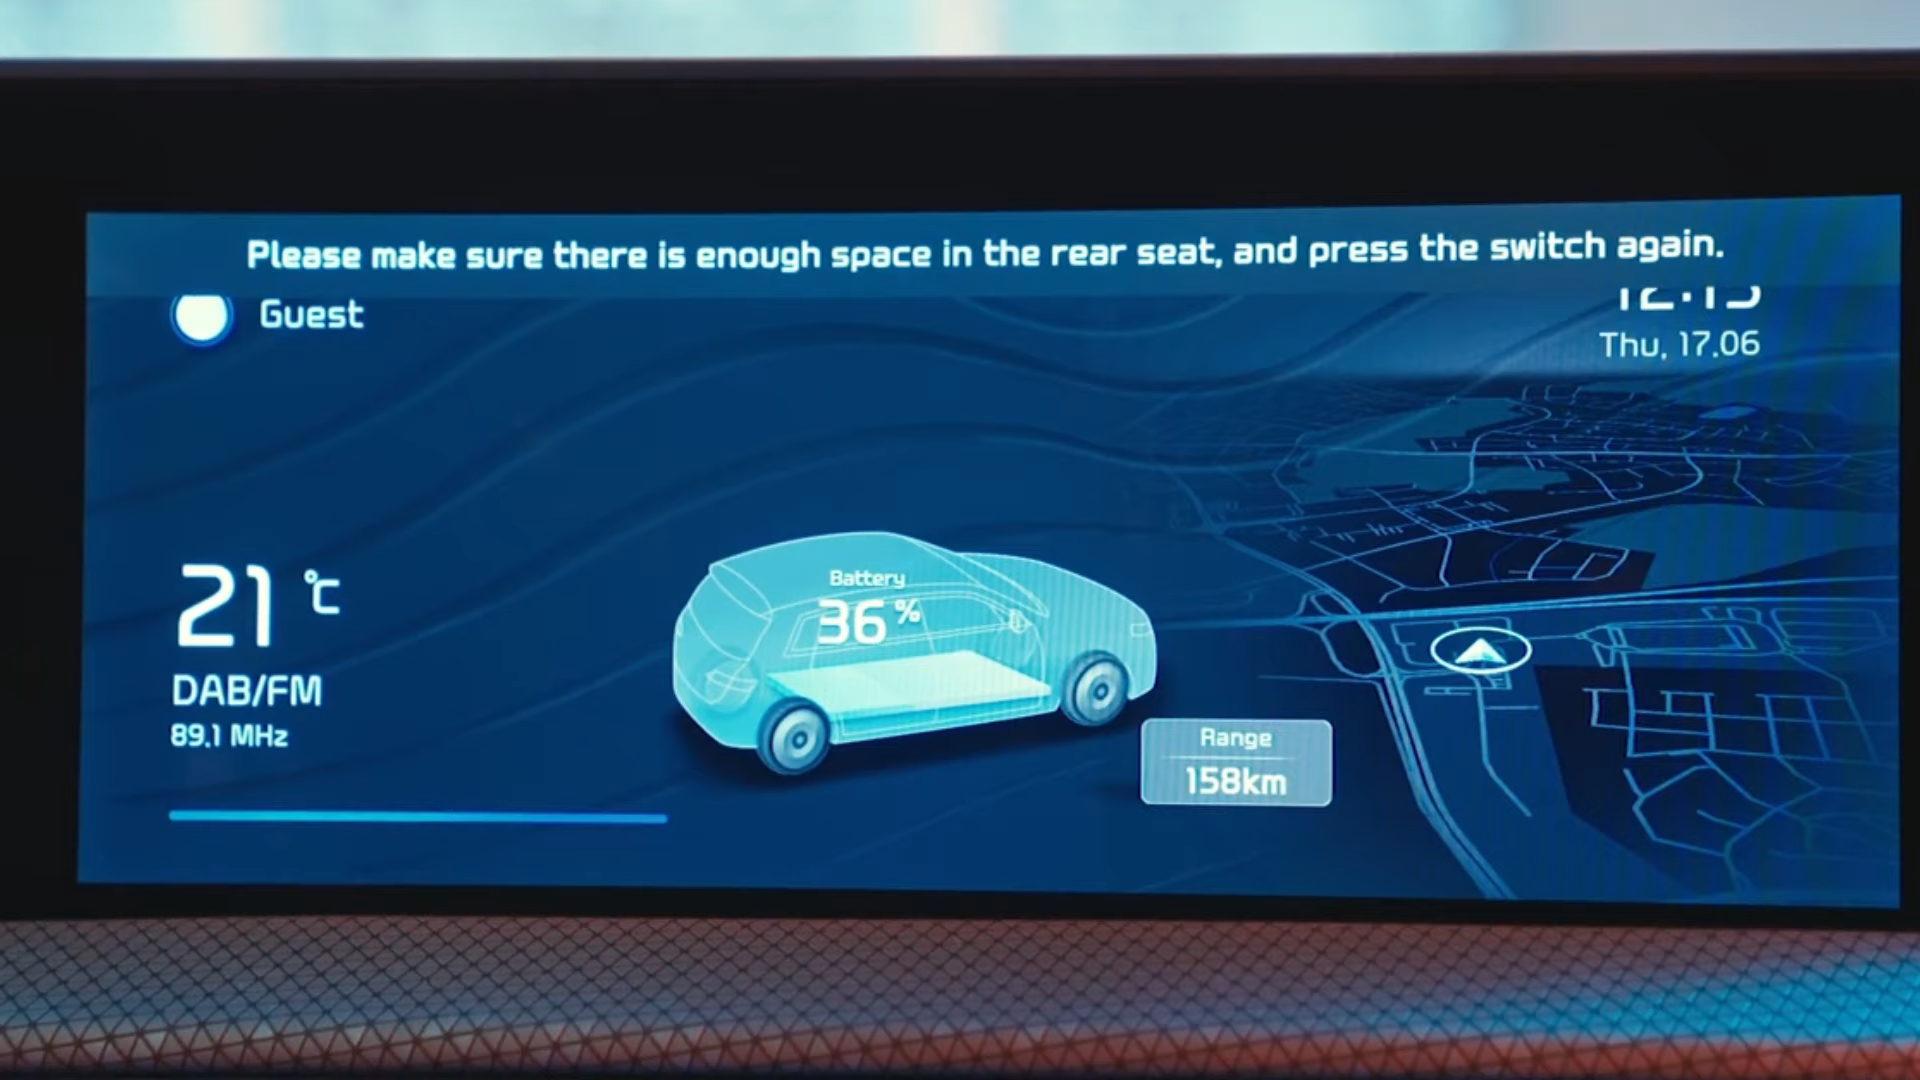 Please make sure there is enough space in the rear seat, and press the switch again.
Guest
Thu, 17.06
21 °C
DAB/FM
89.1 MHz
Battery
36 %
Range
158km